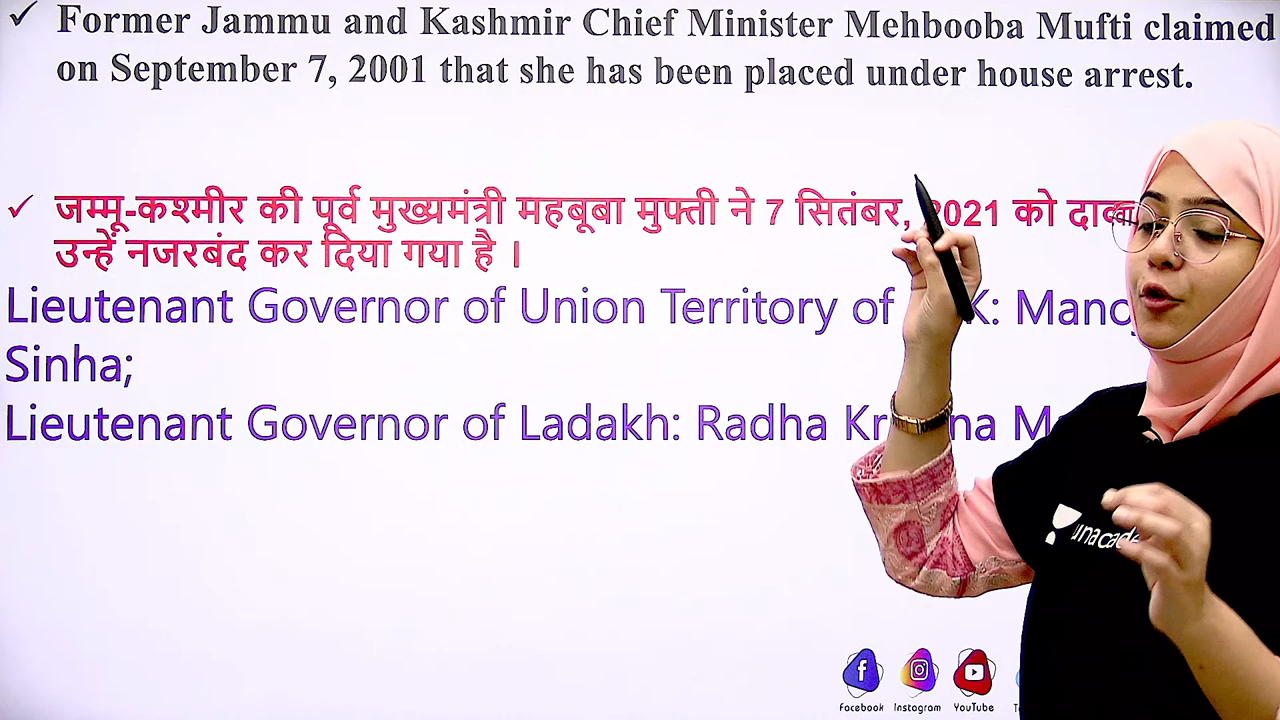 Former Jammu and Kashmir Chief Minister Mehbooba Mufti claimed
on September 7, 2001 that she has been placed under house arrest.
जम्मू-कश्मीर की पूर्व मुख्यमंत्री महबूबा मुफ्ती ने 7 सितंबर, 2021 को दावा
उन्हें नजरबंद कर दिया गया है ।
Lieutenant Governor of Union Territory of K: Manoj
Sinha;
Lieutenant Governor of Ladakh: Radha
unacade
Facebook Instagram YouTube